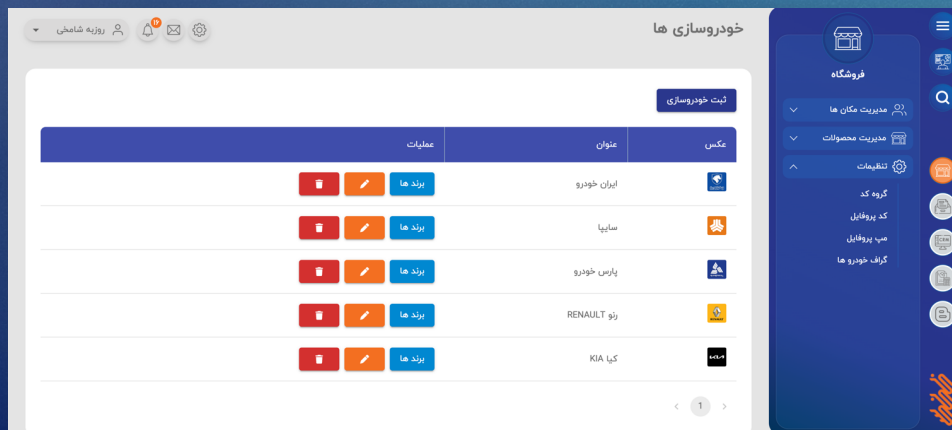 خودروسازی ها
روزبه شامخی
۱۶
فروشگاه
مدیریت مکان ها
مدیریت محصولات
تنظیمات
گروه کد
کد پروفایل
مپ پروفایل
گراف خودرو ها
ثبت خودروسازی
عکس عنوان عملیات
ایران خودرو برند ها
سایپا برند ها
پارس خودرو برند ها
رنو RENAULT برند ها
کیا KIA برند ها
1